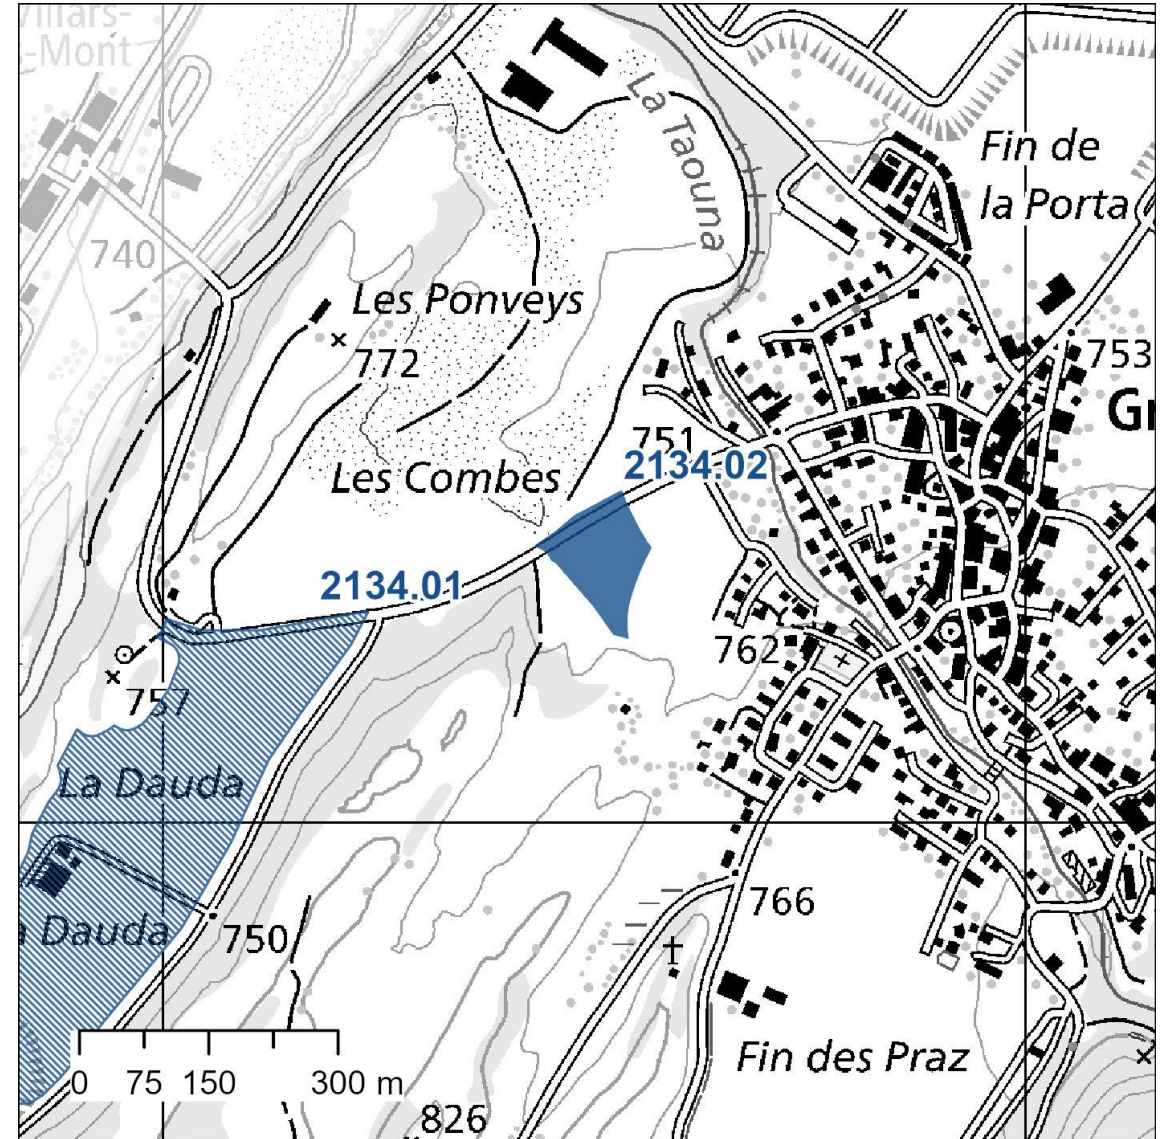 -Mont
La Taouna
Fin de
la Porta
740
Les Ponveys
772
753
Gr
751
2134.02
Les Combes
2134.01
762
757
La Dauda
766
Dauda
750
0 75 150 300 m
Fin des Praz
826